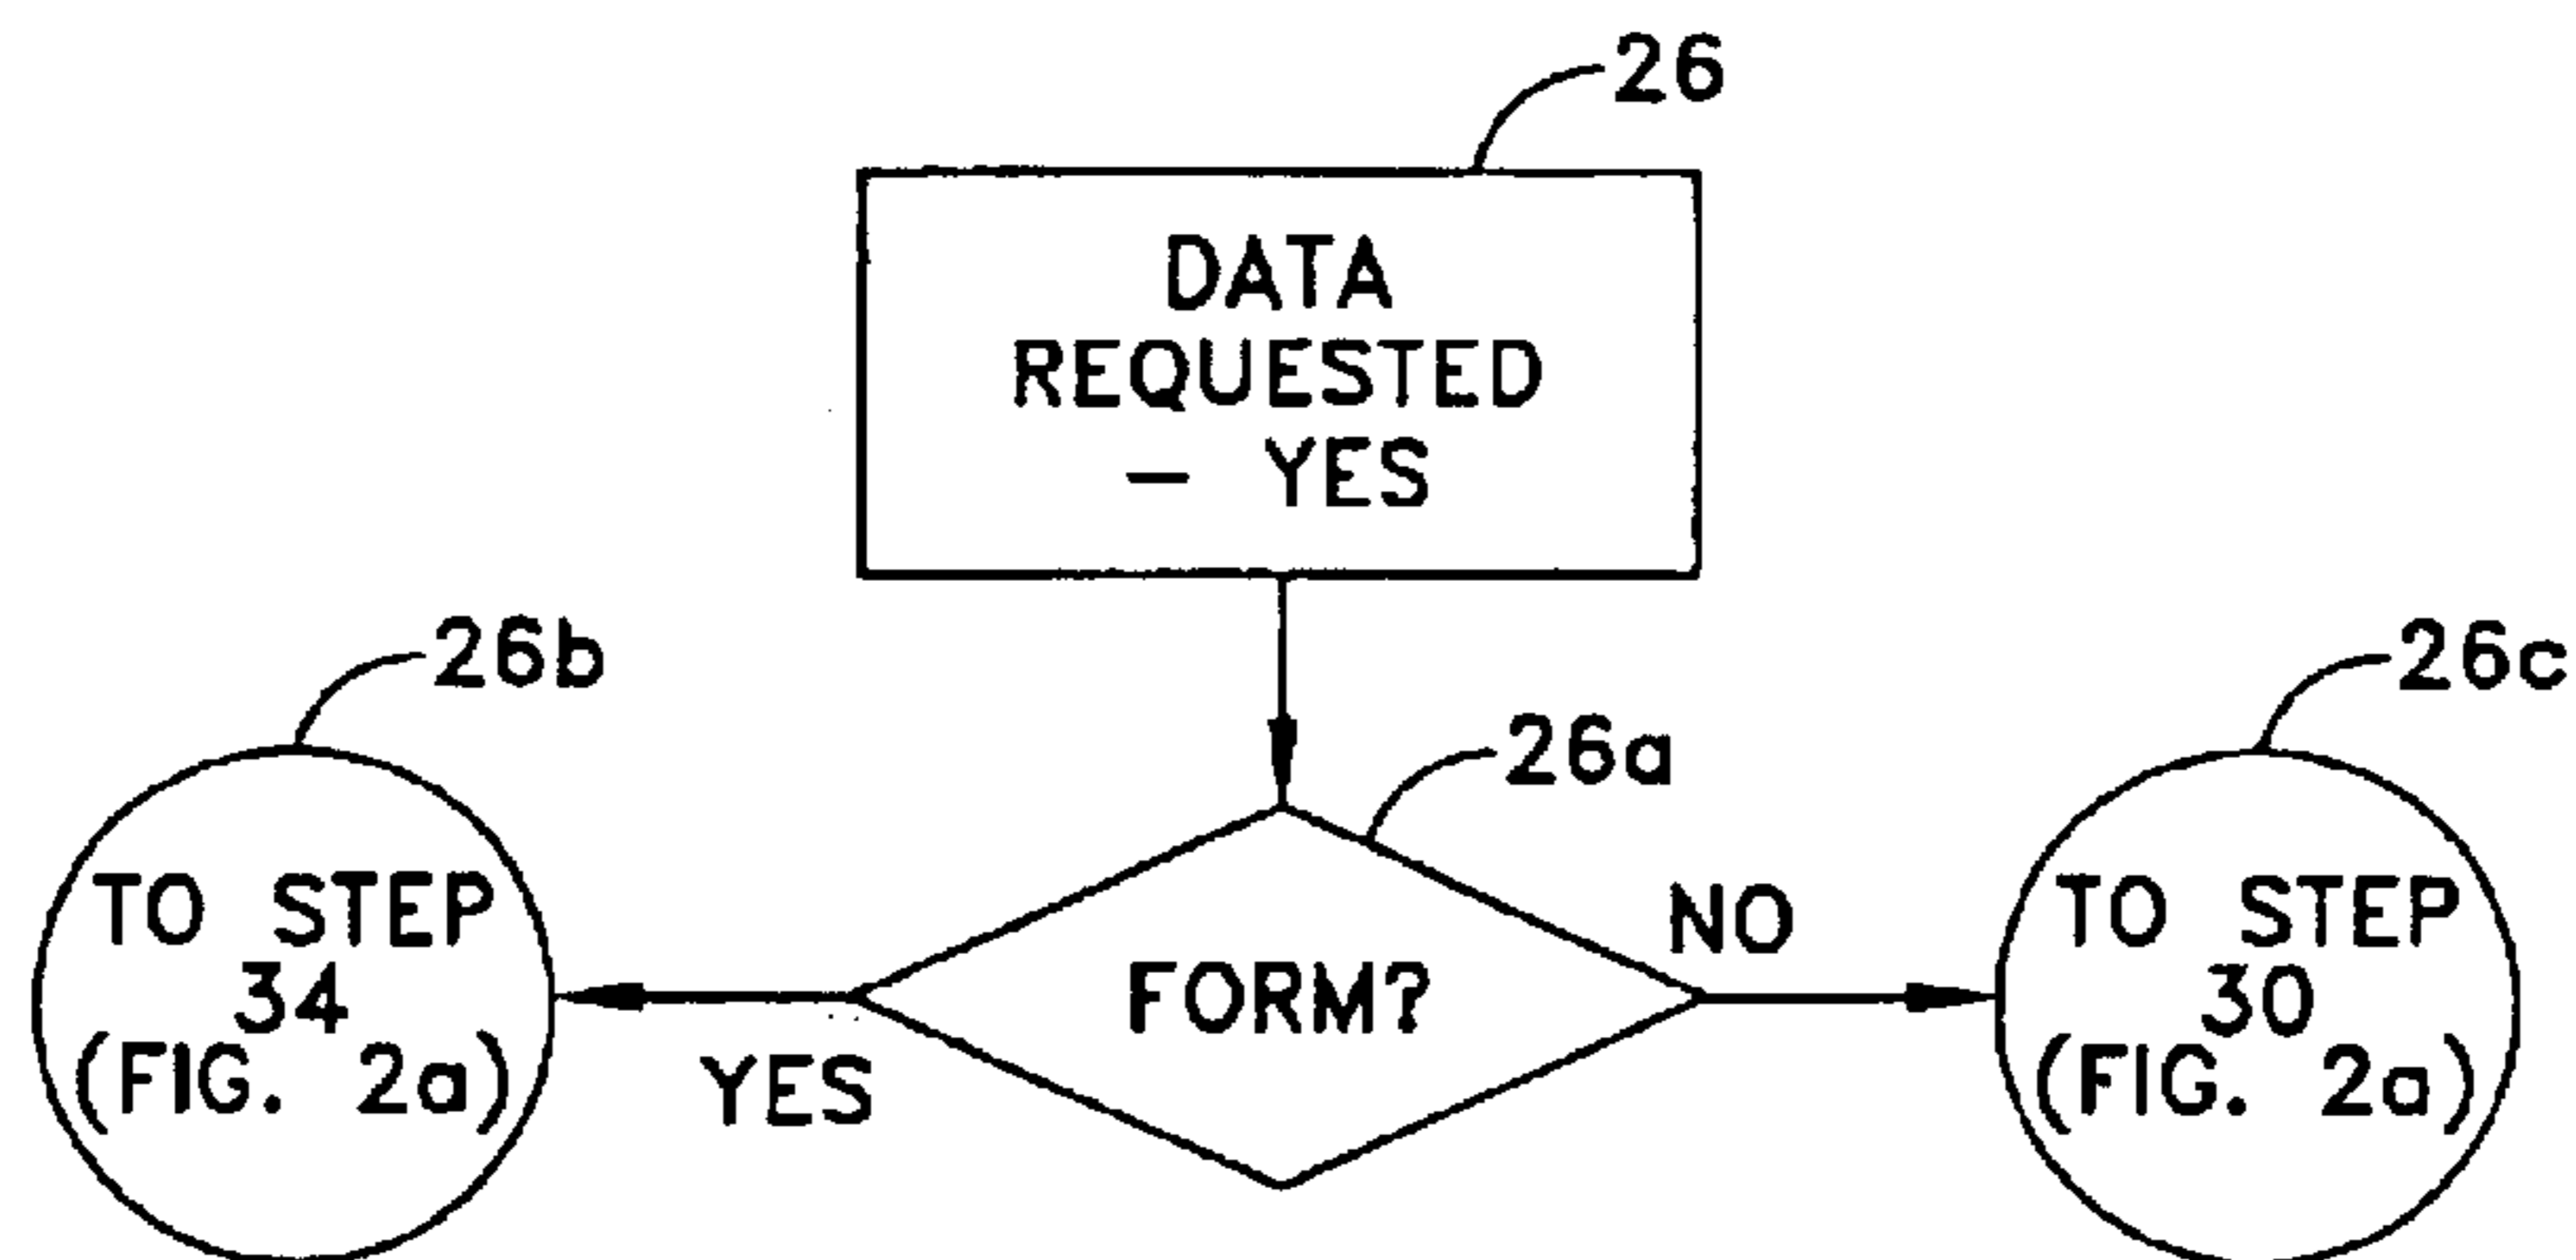 26
DATA
REQUESTED
– YES
26b
26c
26a
TO STEP
34
(FIG. 2a)
YES
FORM?
NO
TO STEP
30
(FIG. 2a)